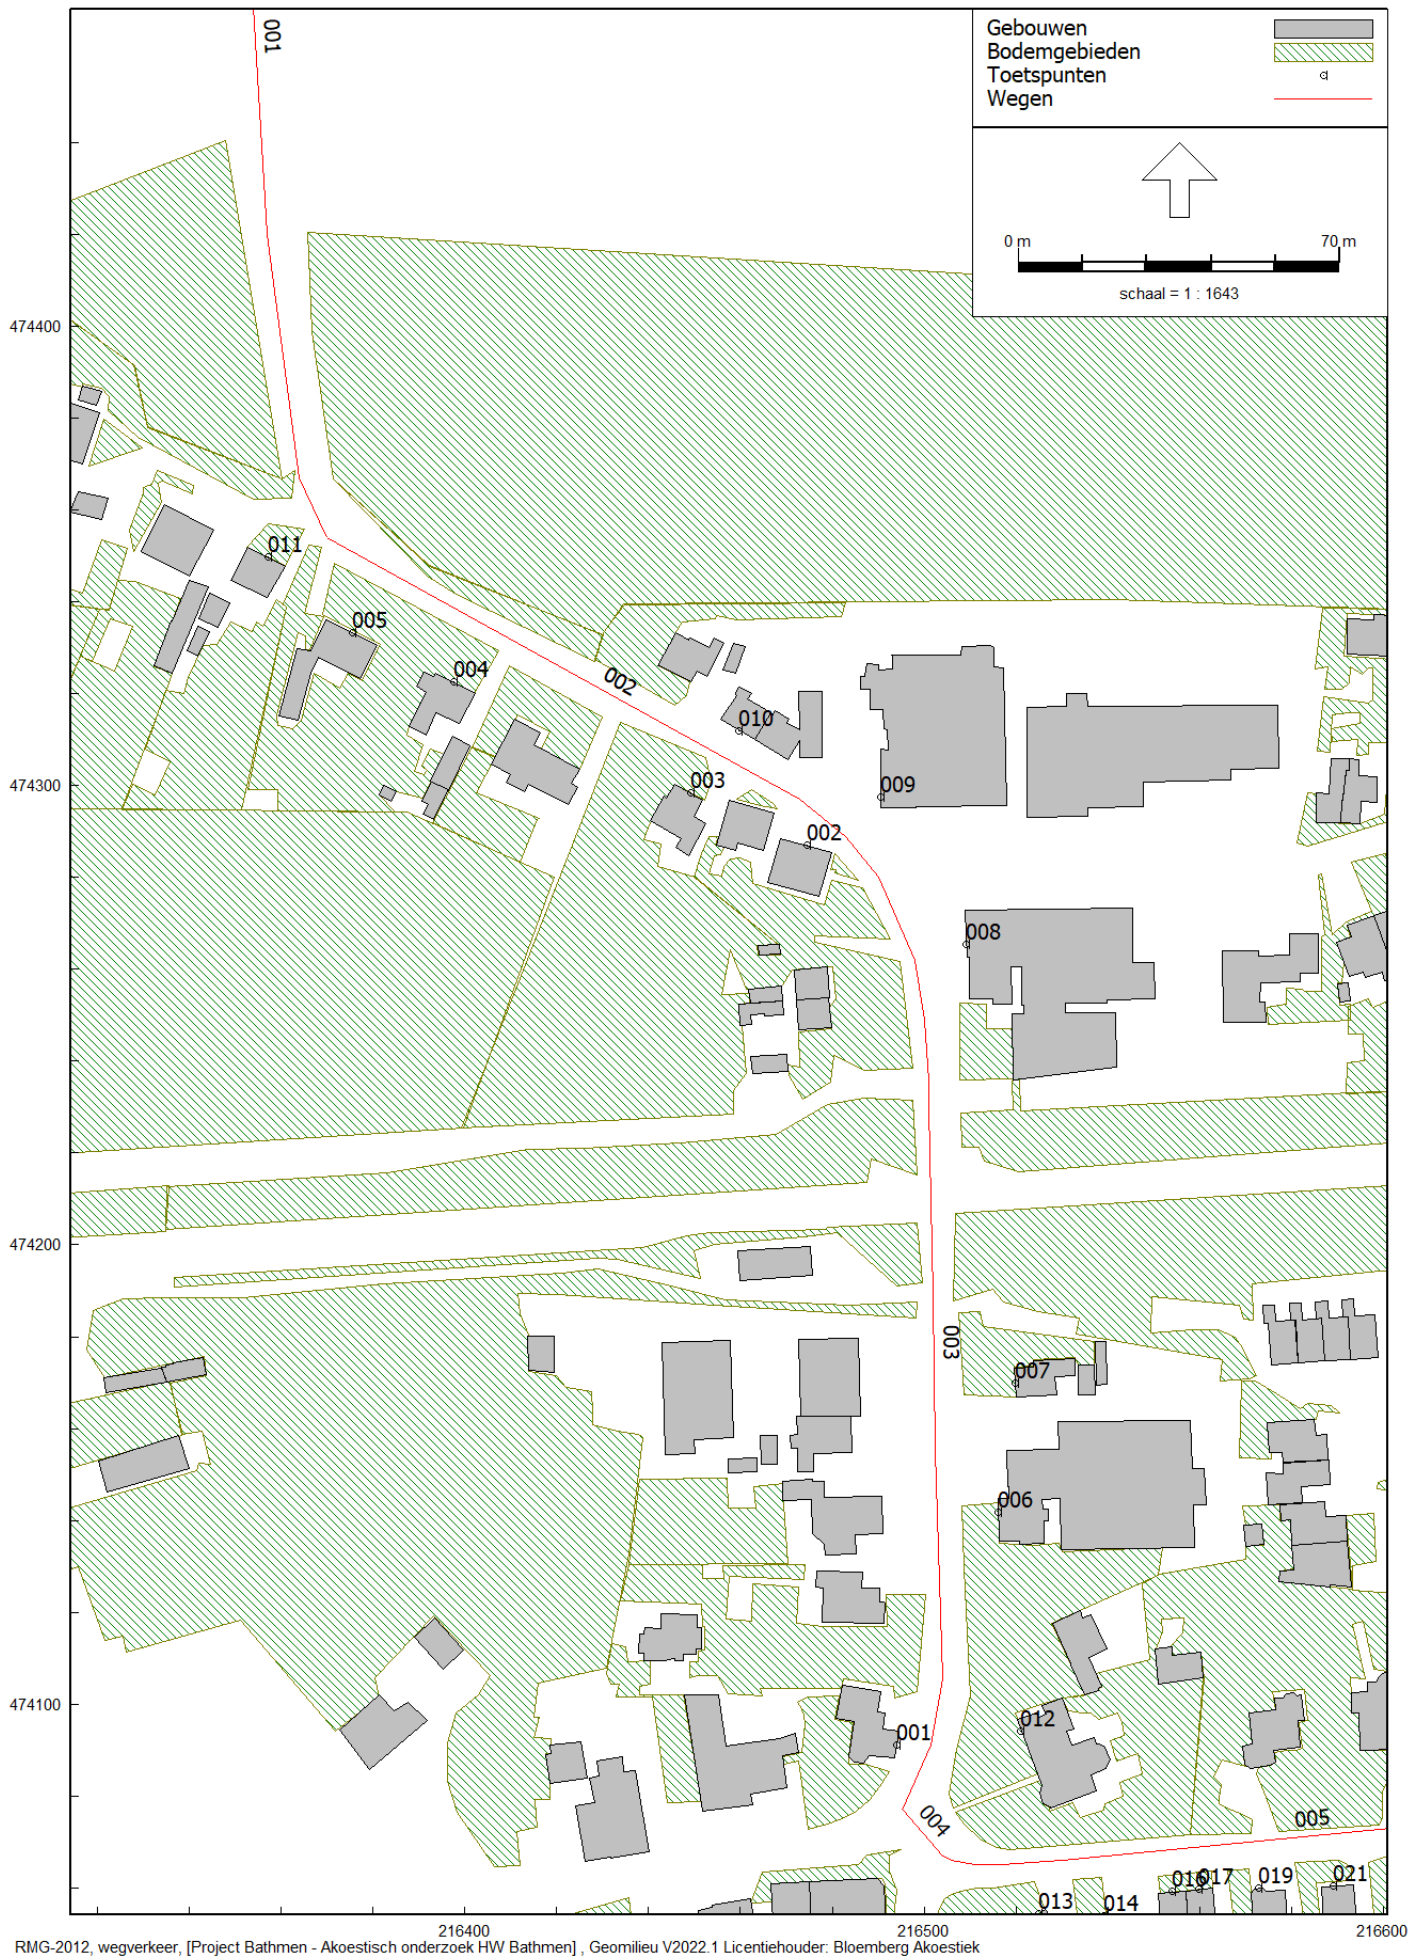 001
Gebouwen
Bodemgebieden
Toetspunten
Wegen
0 m 70 m
schaal = 1 : 1643
474400
011
005
004
002
010
003
474300
009
002
008
474200
003
007
006
474100
012
001
004
005
016 017 019 021
013 014
216400 216500 216600
RMG-2012, wegverkeer, [Project Bathmen - Akoestisch onderzoek HW Bathmen] , Geomilieu V2022.1 Licentiehouder: Bloemberg Akoestiek